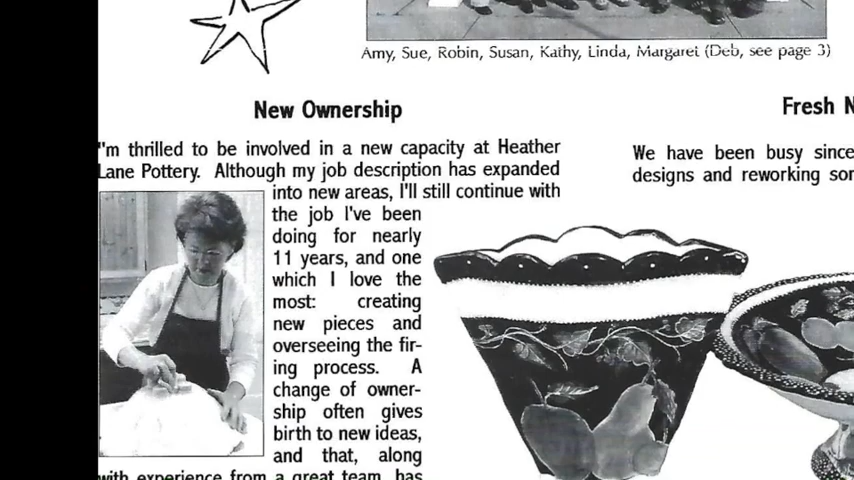 Amy, Sue, Robin, Susan, Kathy, Linda, Margaret (Deb, see page 3)
New Ownership
"m thrilled to be involved in a new capacity at Heather
Lane Pottery. Although my job description has expanded
into new areas, I'll still continue with
the job I've been
doing for nearly
11 years, and one
which I love the
most: creating
new pieces and
overseeing the fir-
ing process. A
change of owner-
ship often gives
birth to new ideas,
and that, along
with experience from a great team, has
Fresh N
We have been busy since
designs and reworking sor